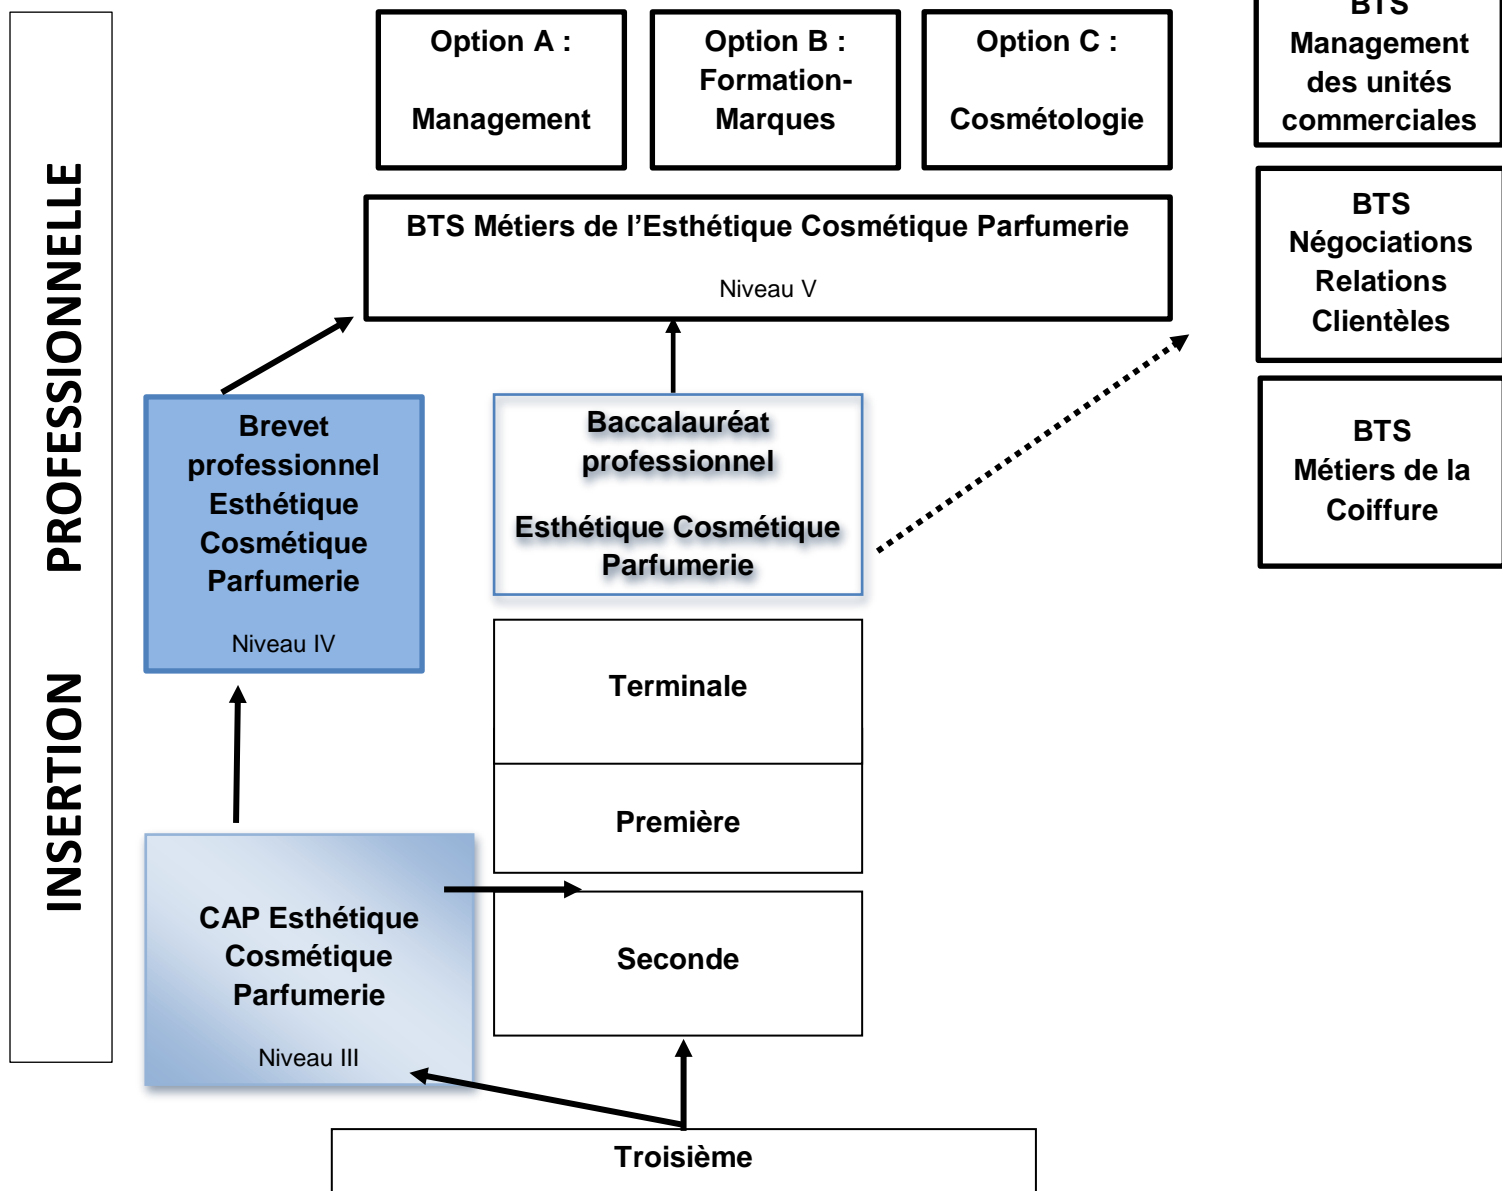 INSERTION PROFESSIONNELLE
Option A :
Management
Option B :
Formation-
Marques
Option C :
Cosmétologie
BTS
Management
des unités
commerciales
BTS Métiers de l’Esthétique Cosmétique Parfumerie
Niveau V
BTS
Négociations
Relations
Clientèles
BTS
Métiers de la
Coiffure
Brevet
professionnel
Esthétique
Cosmétique
Parfumerie
Niveau IV
Baccalauréat
professionnel
Esthétique Cosmétique
Parfumerie
Terminale
Première
Seconde
CAP Esthétique
Cosmétique
Parfumerie
Niveau III
Troisième